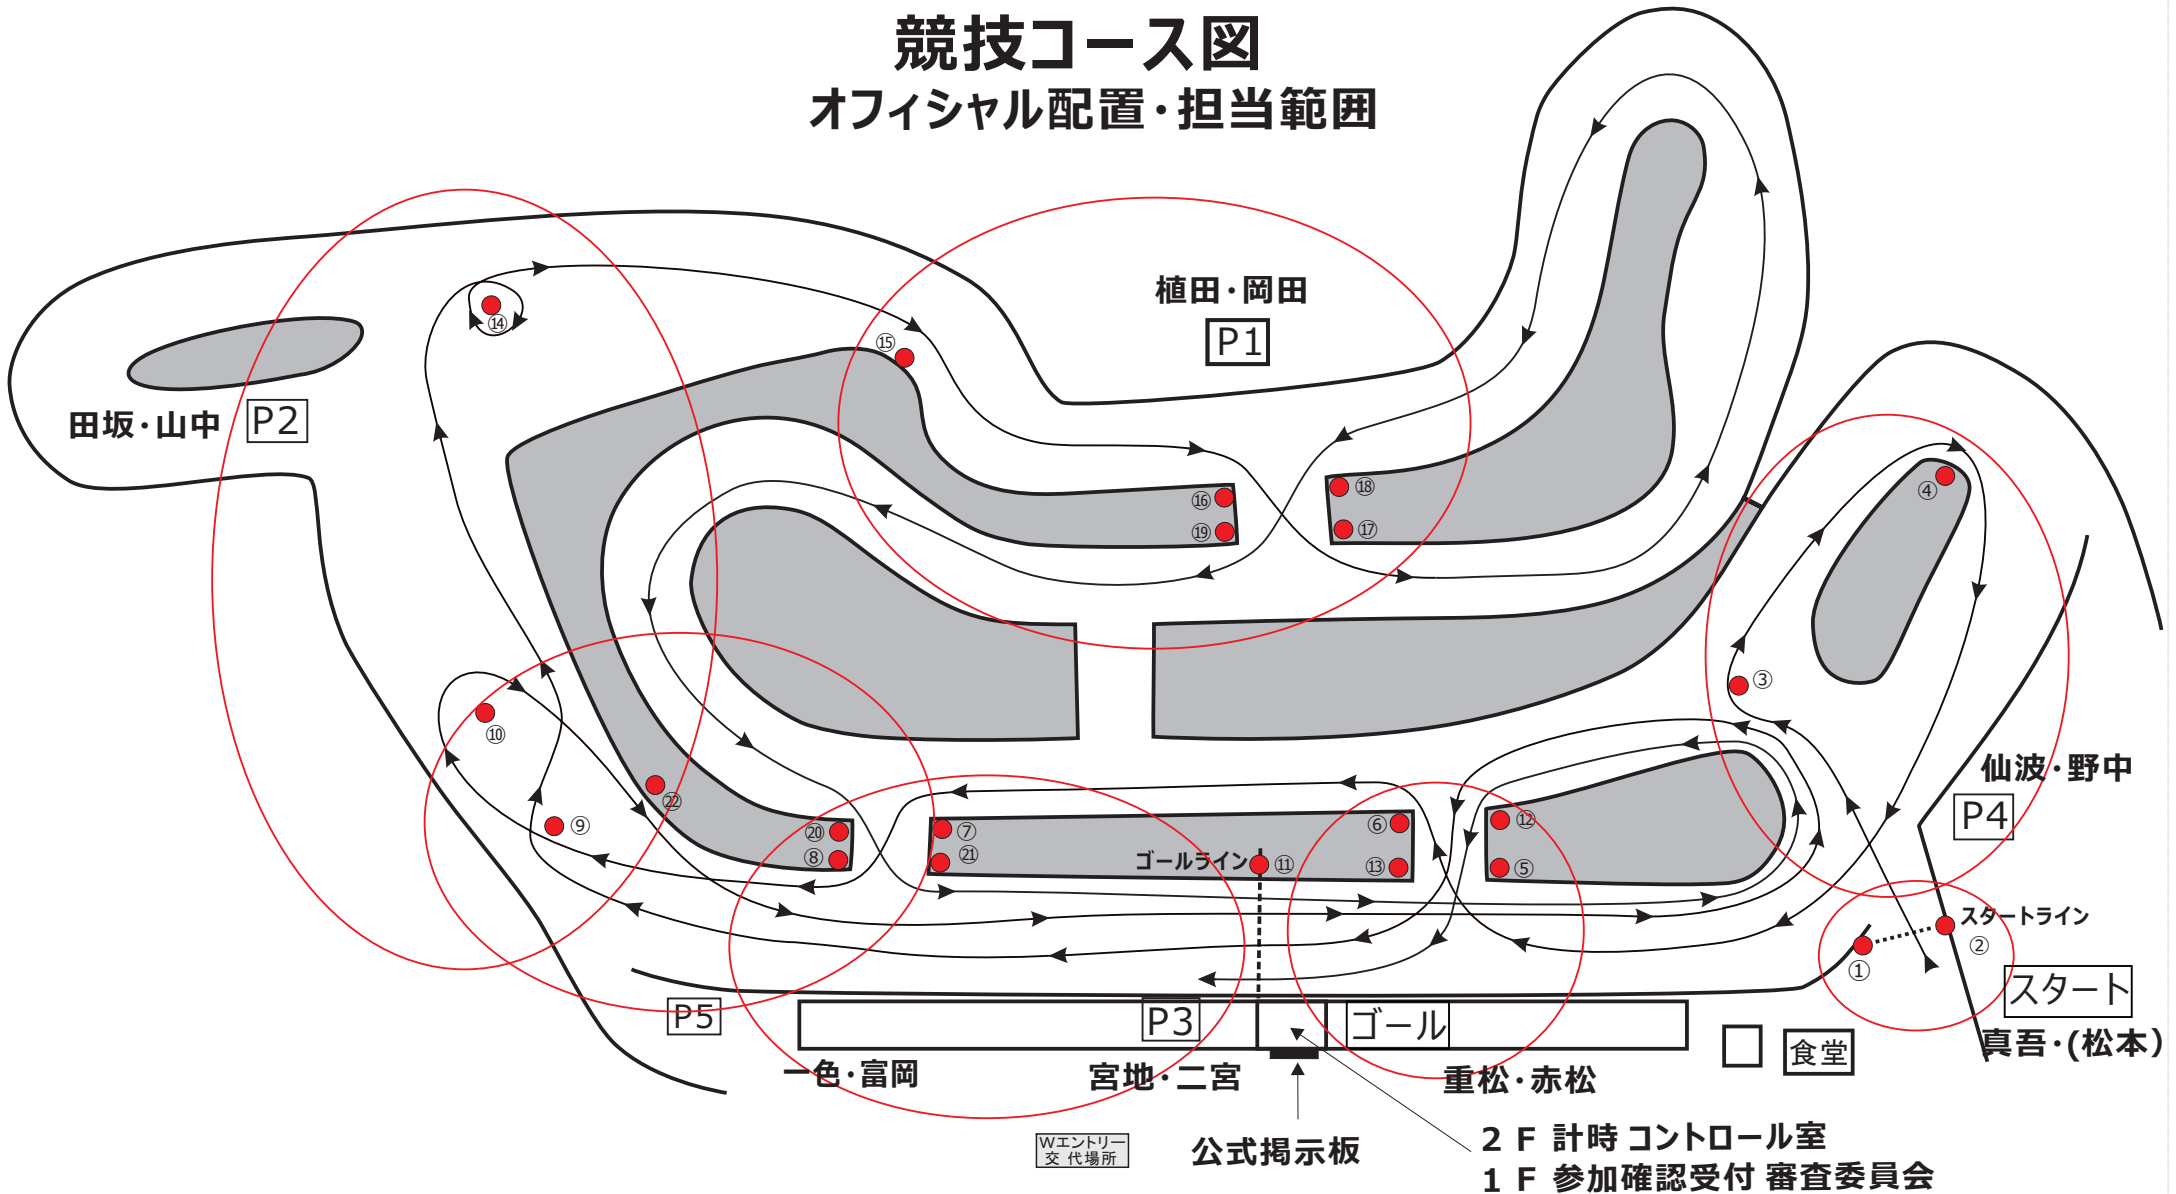 競技コース図
オフィシャル配置・担当範囲
植田・岡田
P1
⑭
⑮
田坂・山中
P2
⑯
⑱
⑲
⑰
④
③
⑩
⑨
㉒
⑳
⑧
⑦
㉑
ゴールライン
⑪
⑥
⑬
⑫
⑤
仙波・野中
P4
スタートライン
②
①
スタート
真吾・(松本)
P5
P3
ゴール
食堂
一色・富岡
宮地・二宮
重松・赤松
Wエントリー
交 代場所
公式掲示板
2 F 計時 コントロール室
1 F 参加確認受付 審査委員会